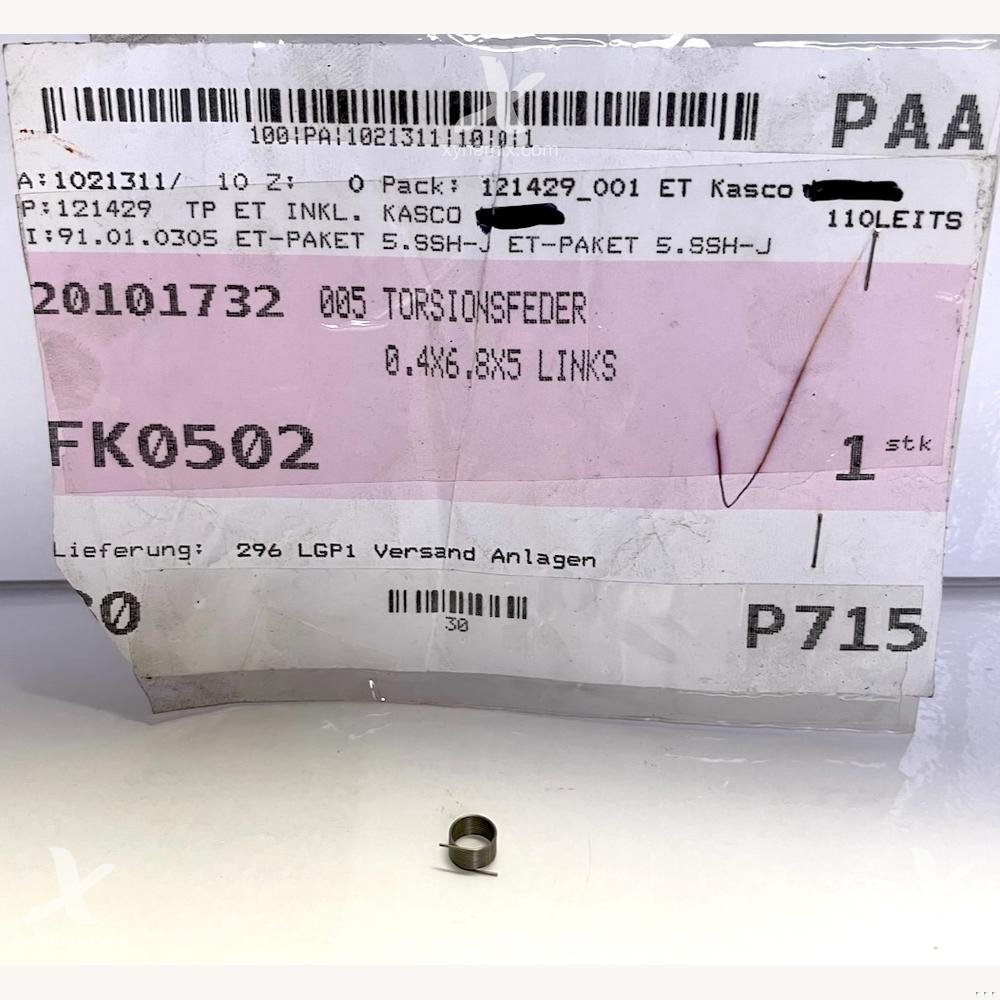 PAA
100|PA|1021311|10|0|1
xynamix.com
A:1021311/ 10 Z: 0 Pack: 121429_001 ET Kasco
P:121429 TP ET INKL. KASCO
110LEITS
I:91.01.0305 ET-PAKET 5.SSH-J ET-PAKET 5.SSH-J
20101732 005 TORSIONSFEDER
0.4X6.8X5 LINKS
FK0502
1 stk
Lieferung: 296 LGP1 Versand Anlagen
30
P715